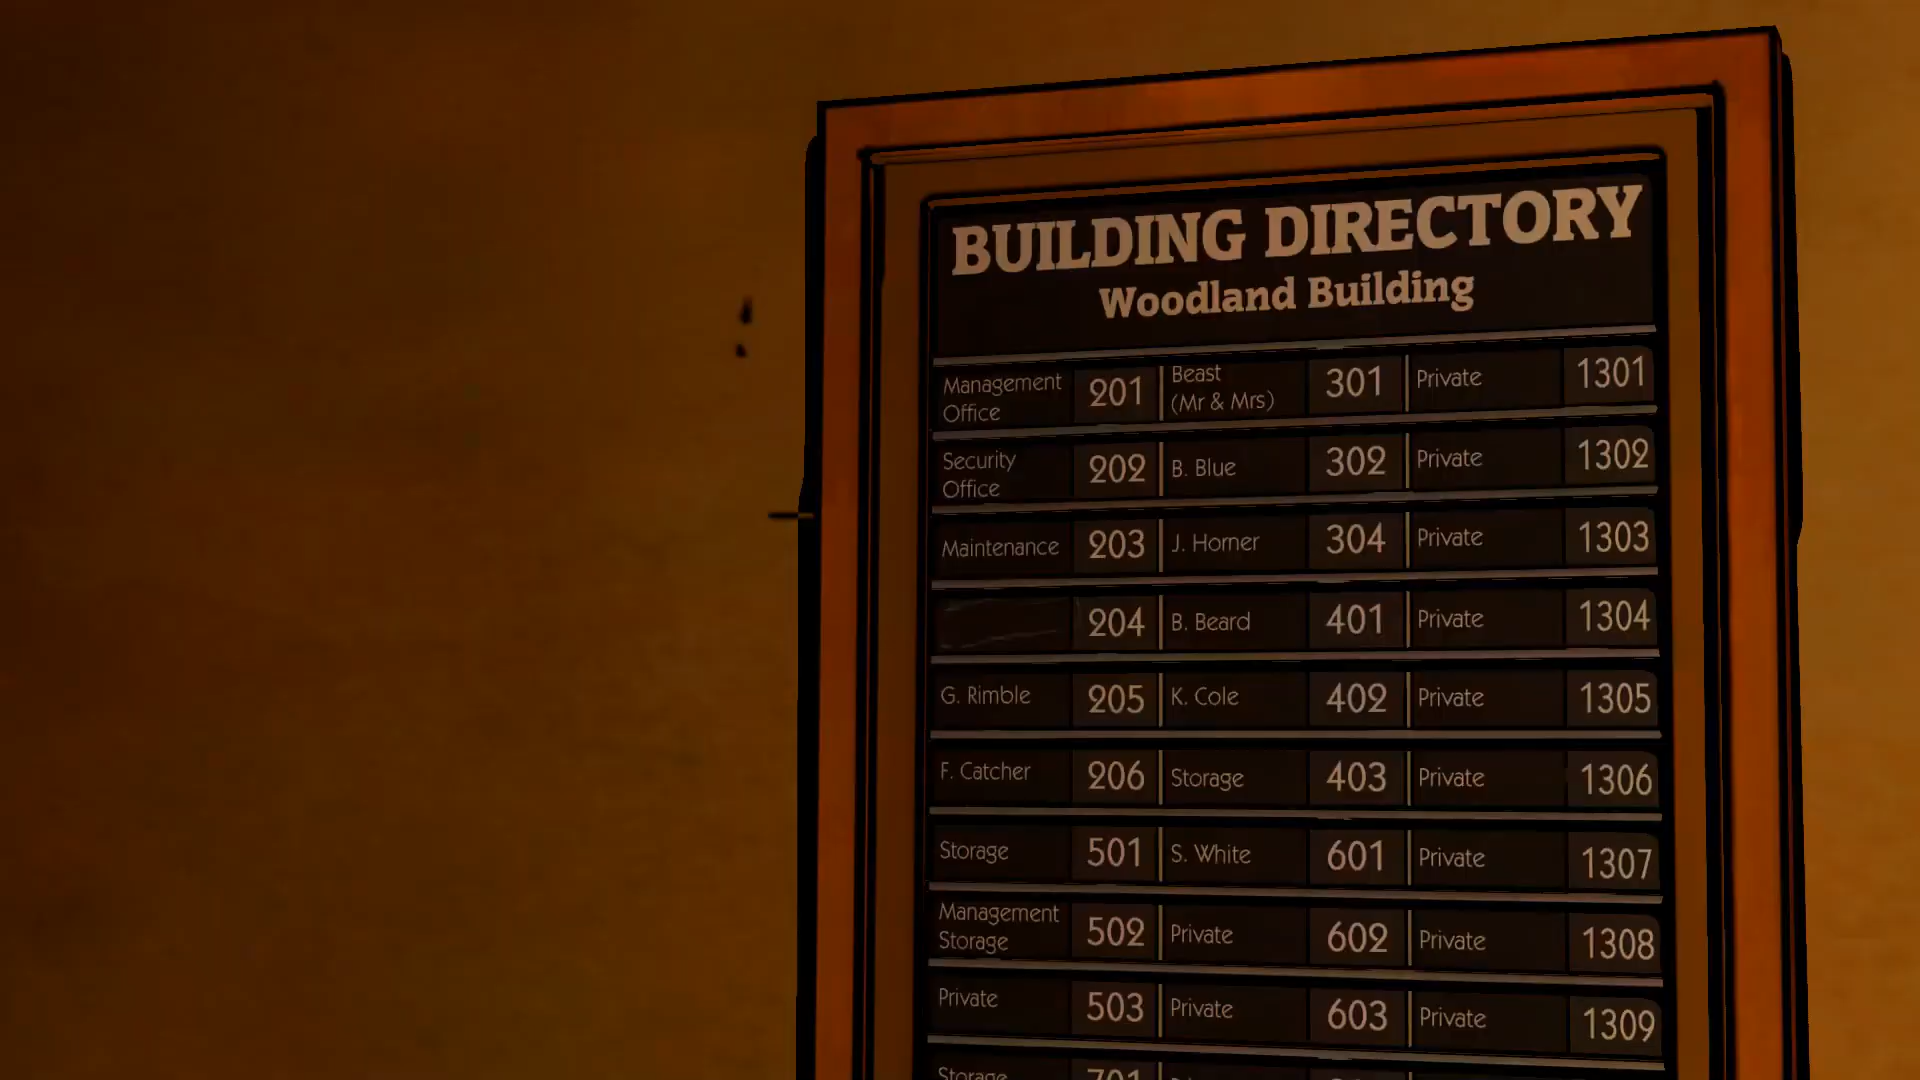 BUILDING DIRECTORY
Woodland Building
Management Office 201 Beast (Mr & Mrs) 301 Private 1301
Security Office 202 B. Blue 302 Private 1302
Maintenance 203 J. Horner 304 Private 1303
204 B. Beard 401 Private 1304
G. Rimble 205 K. Cole 402 Private 1305
F. Catcher 206 Storage 403 Private 1306
Storage 501 S. White 601 Private 1307
Management Storage 502 Private 602 Private 1308
Private 503 Private 603 Private 1309
Storage 701